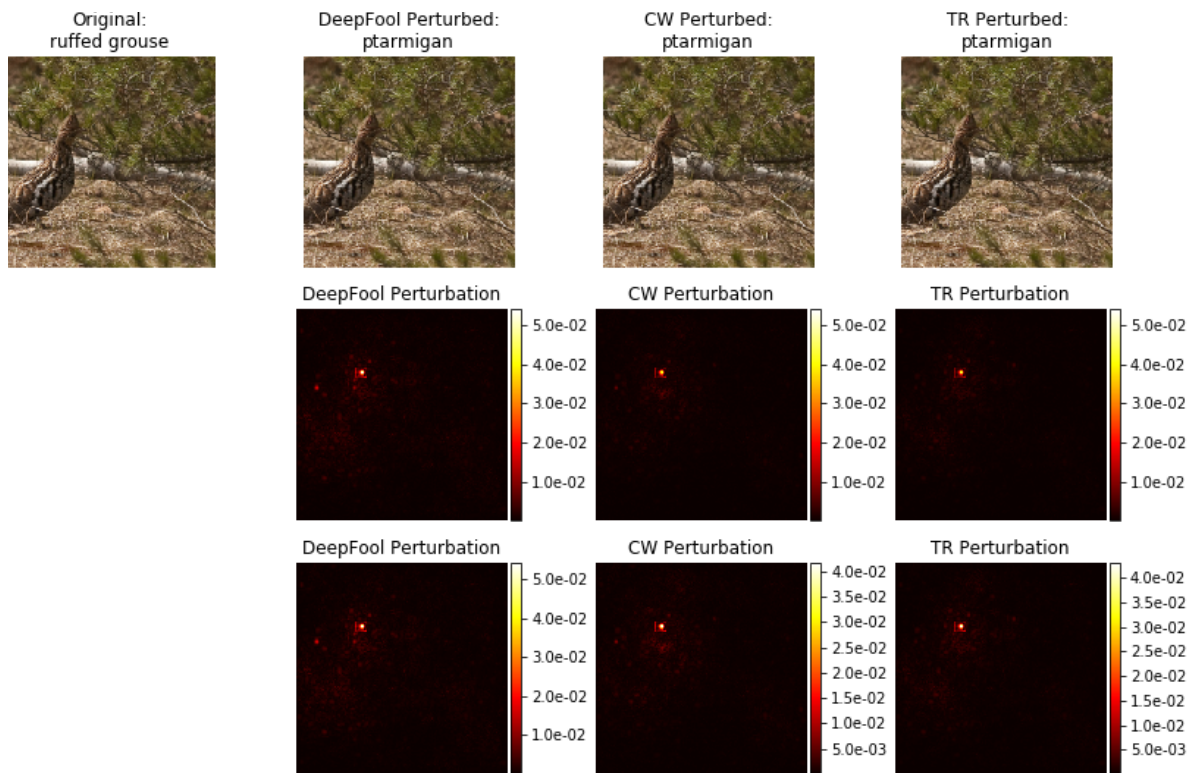 Original:
ruffed grouse
DeepFool Perturbed:
ptarmigan
CW Perturbed:
ptarmigan
TR Perturbed:
ptarmigan
DeepFool Perturbation
5.0e-02
4.0e-02
3.0e-02
2.0e-02
1.0e-02
CW Perturbation
5.0e-02
4.0e-02
3.0e-02
2.0e-02
1.0e-02
TR Perturbation
5.0e-02
4.0e-02
3.0e-02
2.0e-02
1.0e-02
DeepFool Perturbation
5.0e-02
4.0e-02
3.0e-02
2.0e-02
1.0e-02
CW Perturbation
4.0e-02
3.5e-02
3.0e-02
2.5e-02
2.0e-02
1.5e-02
1.0e-02
5.0e-03
TR Perturbation
4.0e-02
3.5e-02
3.0e-02
2.5e-02
2.0e-02
1.5e-02
1.0e-02
5.0e-03